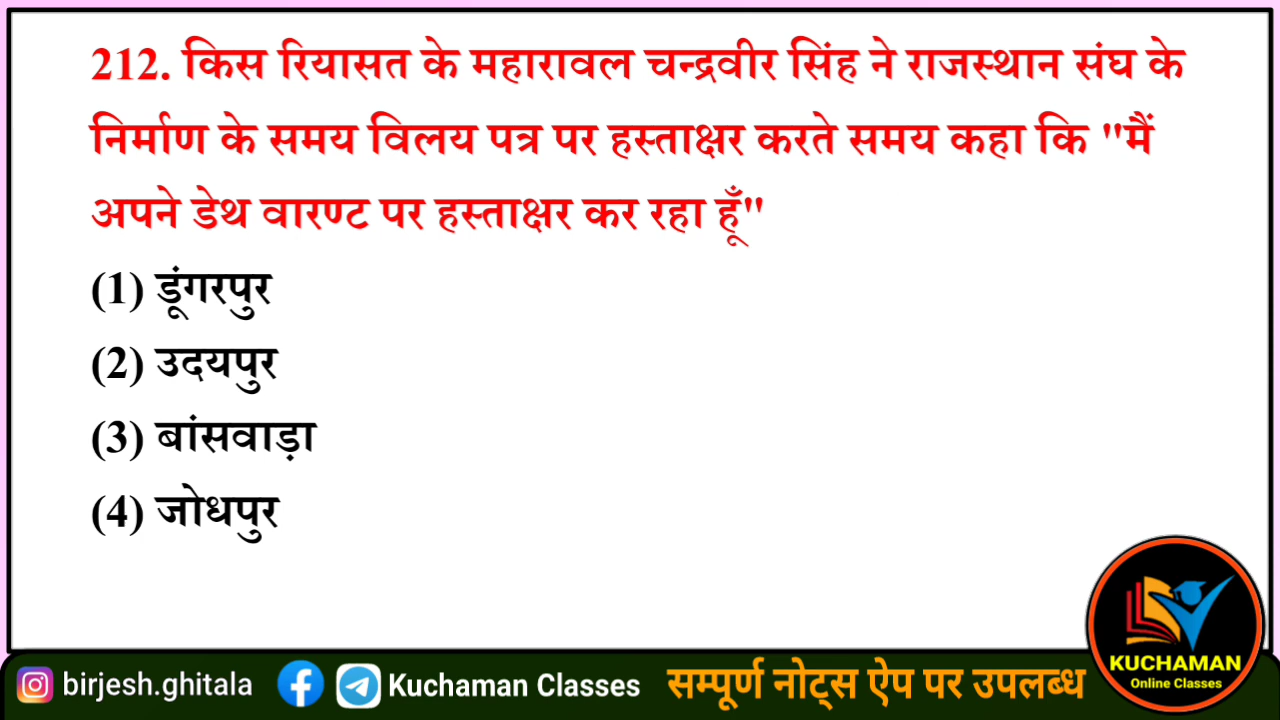 212. किस रियासत के महारावल चन्द्रवीर सिंह ने राजस्थान संघ के
निर्माण के समय विलय पत्र पर हस्ताक्षर करते समय कहा कि "मैं
अपने डेथ वारण्ट पर हस्ताक्षर कर रहा हूँ"
(1) डूंगरपुर
(2) उदयपुर
(3) बांसवाड़ा
(4) जोधपुर
KUCHAMAN
Online Classes
birjesh.ghitala
Kuchaman Classes
सम्पूर्ण नोट्स ऐप पर उपलब्ध